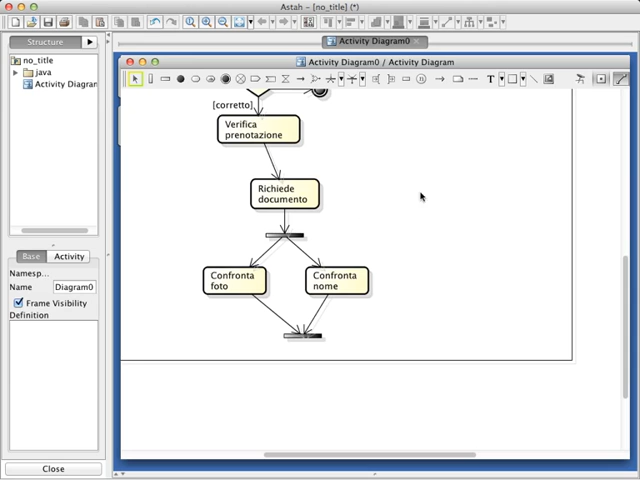 Astah - [no_title] (*)
Structure
Activity Diagram0
no_title
java
Activity Diagram
Activity Diagram0 / Activity Diagram
T
[corretto]
Verifica
prenotazione
Richiede
documento
Confronta
foto
Confronta
nome
Base
Activity
Namesp...
Name
Diagram0
Frame Visibility
Definition
Close